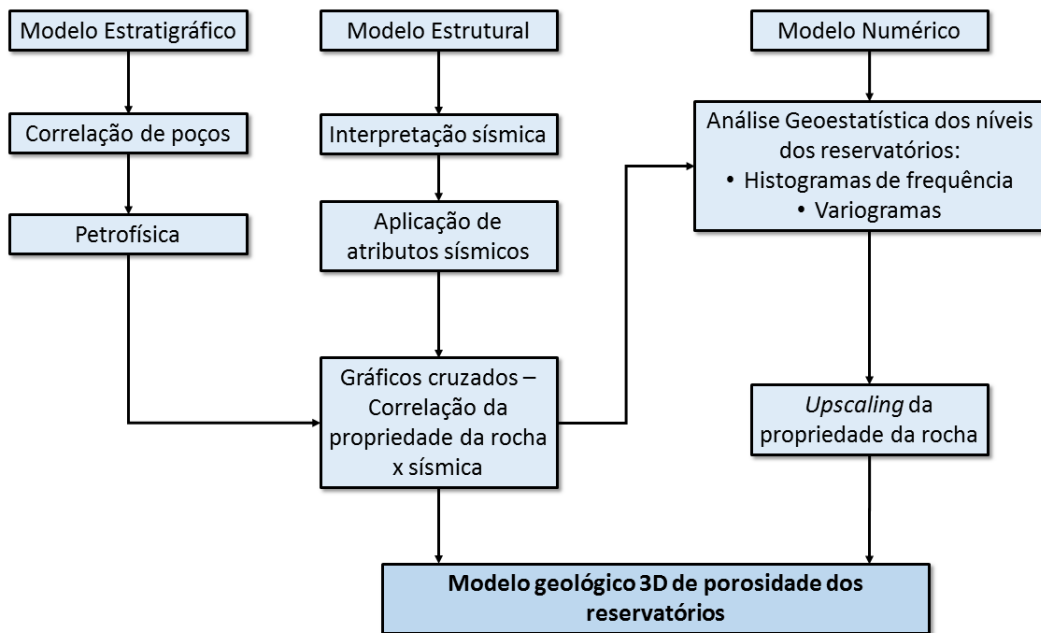 Modelo Estratigráfico
Modelo Estrutural
Modelo Numérico
Correlação de poços
Interpretação sísmica
Análise Geoestatística dos níveis
dos reservatórios:
• Histogramas de frequência
• Variogramas
Petrofísica
Aplicação de
atributos sísmicos
Gráficos cruzados –
Correlação da
propriedade da rocha
x sísmica
Upscaling da
propriedade da rocha
Modelo geológico 3D de porosidade dos
reservatórios